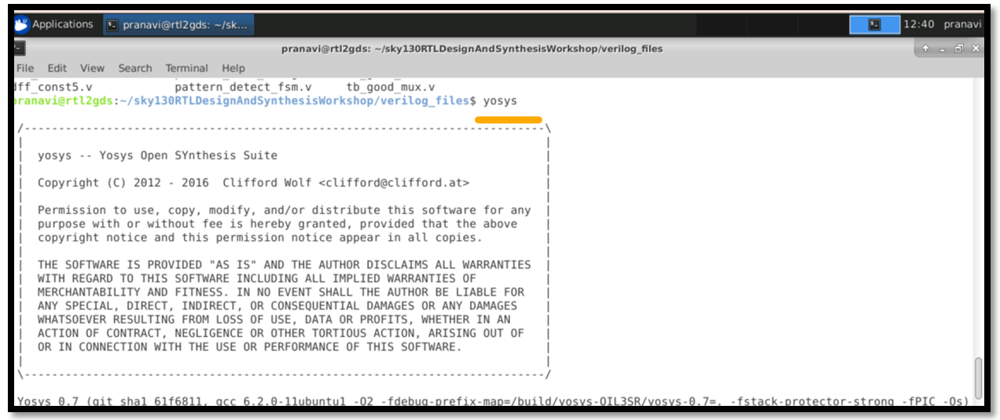 Applications pranavi@rtl2gds: ~/sk... 12:40 pranavi
pranavi@rtl2gds: ~/sky130RTLDesignAndSynthesisWorkshop/verilog_files
File Edit View Search Terminal Help
dff_const5.v pattern_detect_fsm.v tb_good_mux.v
pranavi@rtl2gds:~/sky130RTLDesignAndSynthesisWorkshop/verilog_files$ yosys
/----------------------------------------------------------------------------\
| |
| yosys -- Yosys Open SYnthesis Suite |
| |
| Copyright (C) 2012 - 2016 Clifford Wolf <clifford@clifford.at> |
| |
| Permission to use, copy, modify, and/or distribute this software for any |
| purpose with or without fee is hereby granted, provided that the above |
| copyright notice and this permission notice appear in all copies. |
| |
| THE SOFTWARE IS PROVIDED "AS IS" AND THE AUTHOR DISCLAIMS ALL WARRANTIES |
| WITH REGARD TO THIS SOFTWARE INCLUDING ALL IMPLIED WARRANTIES OF |
| MERCHANTABILITY AND FITNESS. IN NO EVENT SHALL THE AUTHOR BE LIABLE FOR |
| ANY SPECIAL, DIRECT, INDIRECT, OR CONSEQUENTIAL DAMAGES OR ANY DAMAGES |
| WHATSOEVER RESULTING FROM LOSS OF USE, DATA OR PROFITS, WHETHER IN AN |
| ACTION OF CONTRACT, NEGLIGENCE OR OTHER TORTIOUS ACTION, ARISING OUT OF |
| OR IN CONNECTION WITH THE USE OR PERFORMANCE OF THIS SOFTWARE. |
| |
\----------------------------------------------------------------------------/
Yosys 0.7 (git sha1 61f6811, gcc 6.2.0-11ubuntu1 -O2 -fdebug-prefix-map=/build/yosys-OIL3SR/yosys-0.7=. -fstack-protector-strong -fPIC -Os)